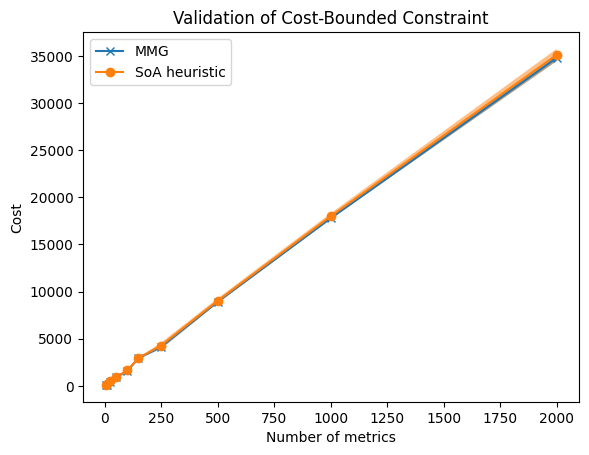 Validation of Cost-Bounded Constraint
MMG
SoA heuristic
Cost
35000
30000
25000
20000
15000
10000
5000
0
0 250 500 750 1000 1250 1500 1750 2000
Number of metrics